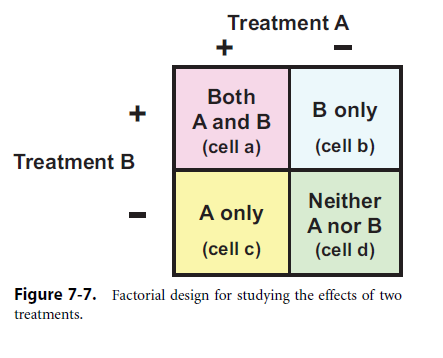 Treatment A
+ −
+
Both
A and B
(cell a)
B only
(cell b)
Treatment B
−
A only
(cell c)
Neither
A nor B
(cell d)
Figure 7-7. Factorial design for studying the effects of two
treatments.